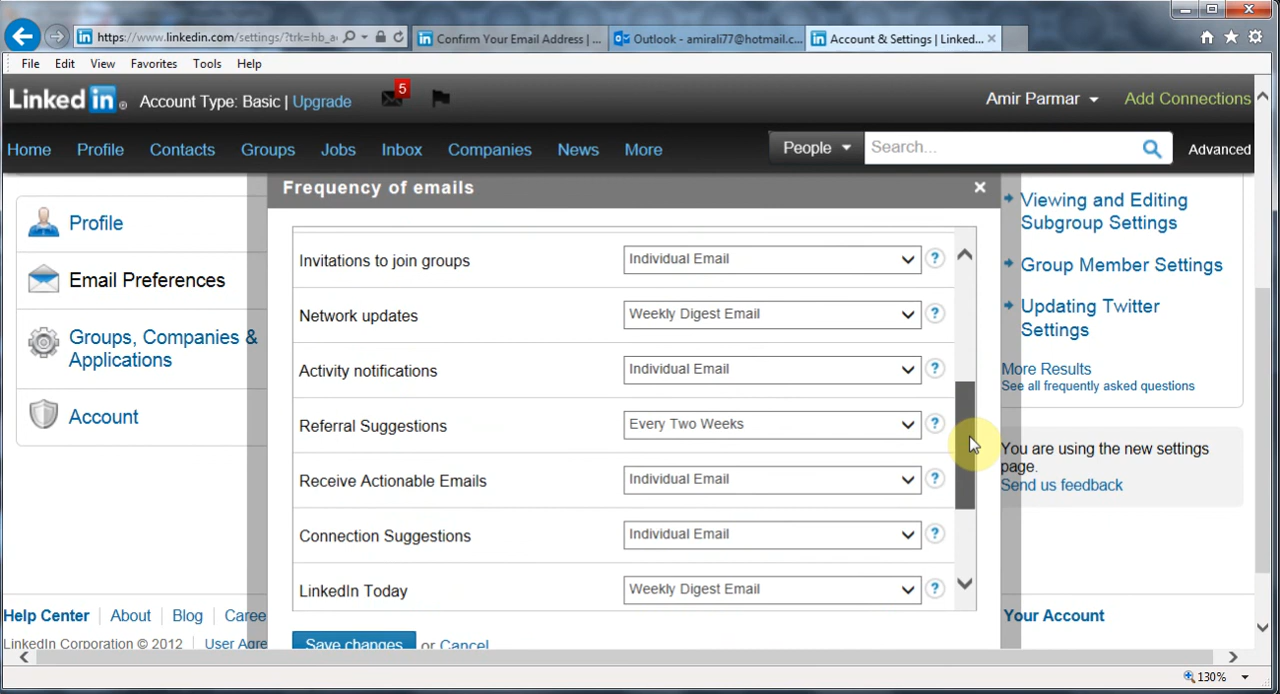 https://www.linkedin.com/settings/?trk=hb_a
Confirm Your Email Address | ...
Outlook - amirali77@hotmail.c...
Account & Settings | Linked...
File Edit View Favorites Tools Help
Linked in ® Account Type: Basic | Upgrade 5 Amir Parmar Add Connections
Home Profile Contacts Groups Jobs Inbox Companies News More People Search... Advanced
Frequency of emails
Profile
Email Preferences
Groups, Companies &
Applications
Account
Invitations to join groups Individual Email ?
Network updates Weekly Digest Email ?
Activity notifications Individual Email ?
Referral Suggestions Every Two Weeks ?
Receive Actionable Emails Individual Email ?
Connection Suggestions Individual Email ?
LinkedIn Today Weekly Digest Email ?
Save changes or Cancel
Viewing and Editing
Subgroup Settings
Group Member Settings
Updating Twitter
Settings
More Results
See all frequently asked questions
You are using the new settings
page.
Send us feedback
Help Center About Blog Caree
Your Account
LinkedIn Corporation © 2012 User Agre
130%